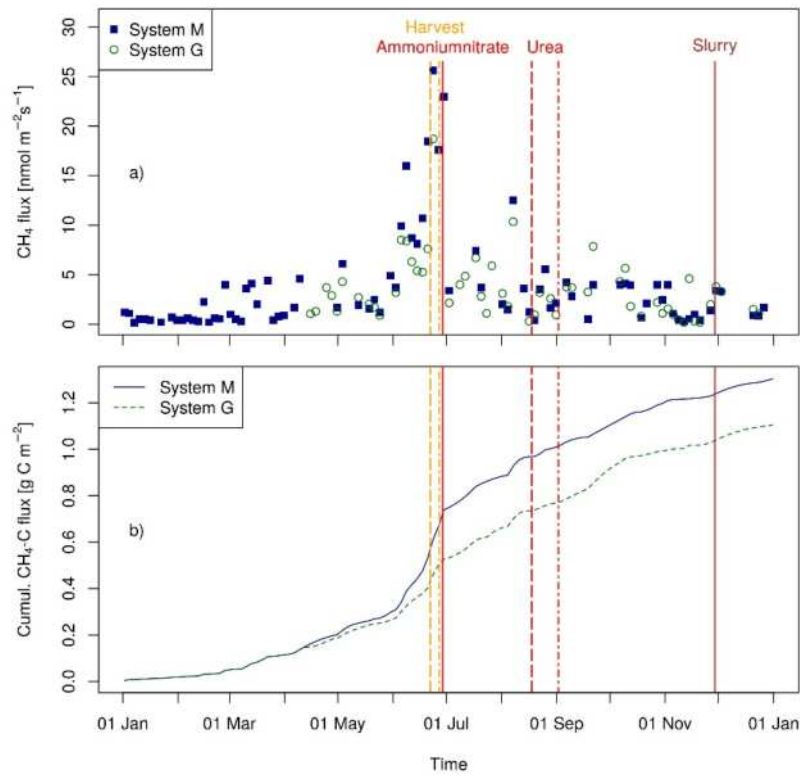 System M
System G
Harvest
Ammoniumnitrate Urea Slurry
a)
CH₄ flux [nmol m⁻²s⁻¹]
30
25
20
15
10
5
0
System M
System G
b)
Cumul. CH₄-C flux [g C m⁻²]
1.2
1.0
0.8
0.6
0.4
0.2
0.0
01 Jan 01 Mar 01 May 01 Jul 01 Sep 01 Nov 01 Jan
Time